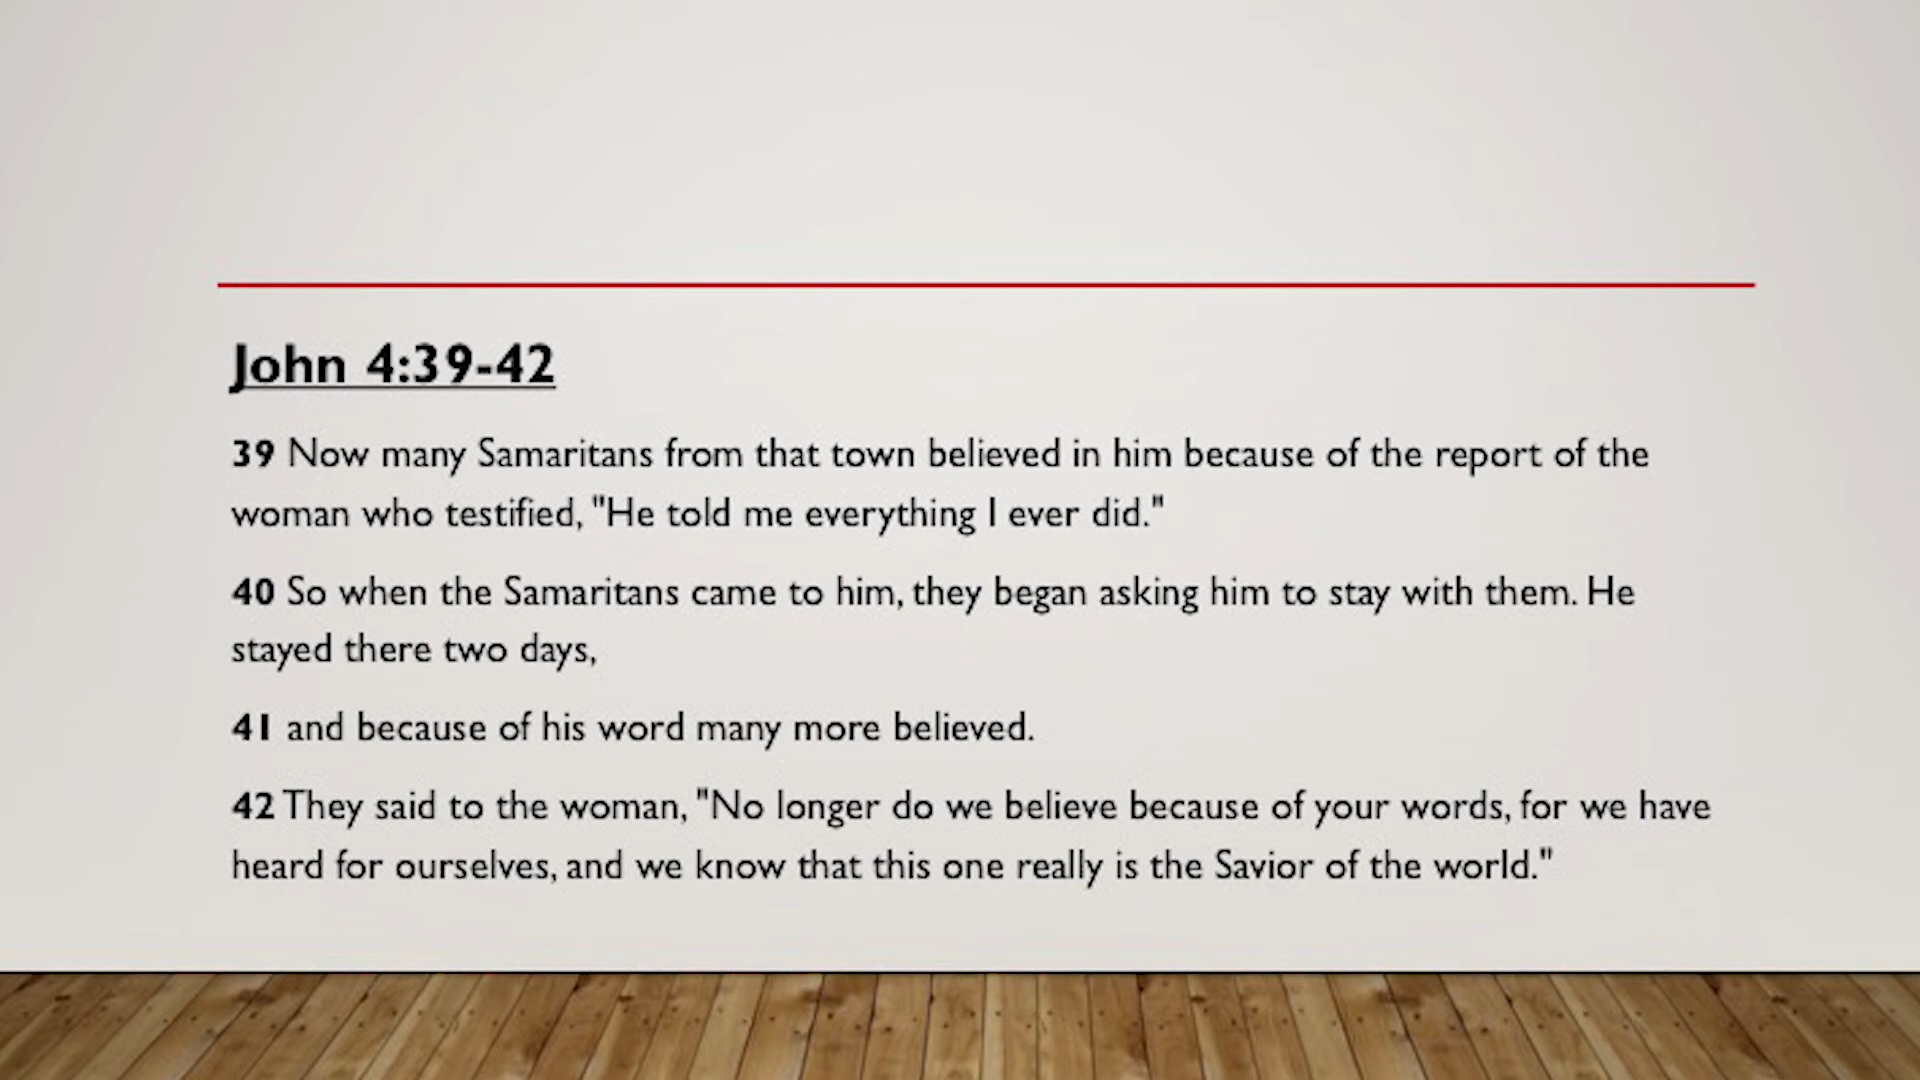 John 4:39-42
39 Now many Samaritans from that town believed in him because of the report of the
woman who testified, "He told me everything I ever did."
40 So when the Samaritans came to him, they began asking him to stay with them. He
stayed there two days,
41 and because of his word many more believed.
42 They said to the woman, "No longer do we believe because of your words, for we have
heard for ourselves, and we know that this one really is the Savior of the world."